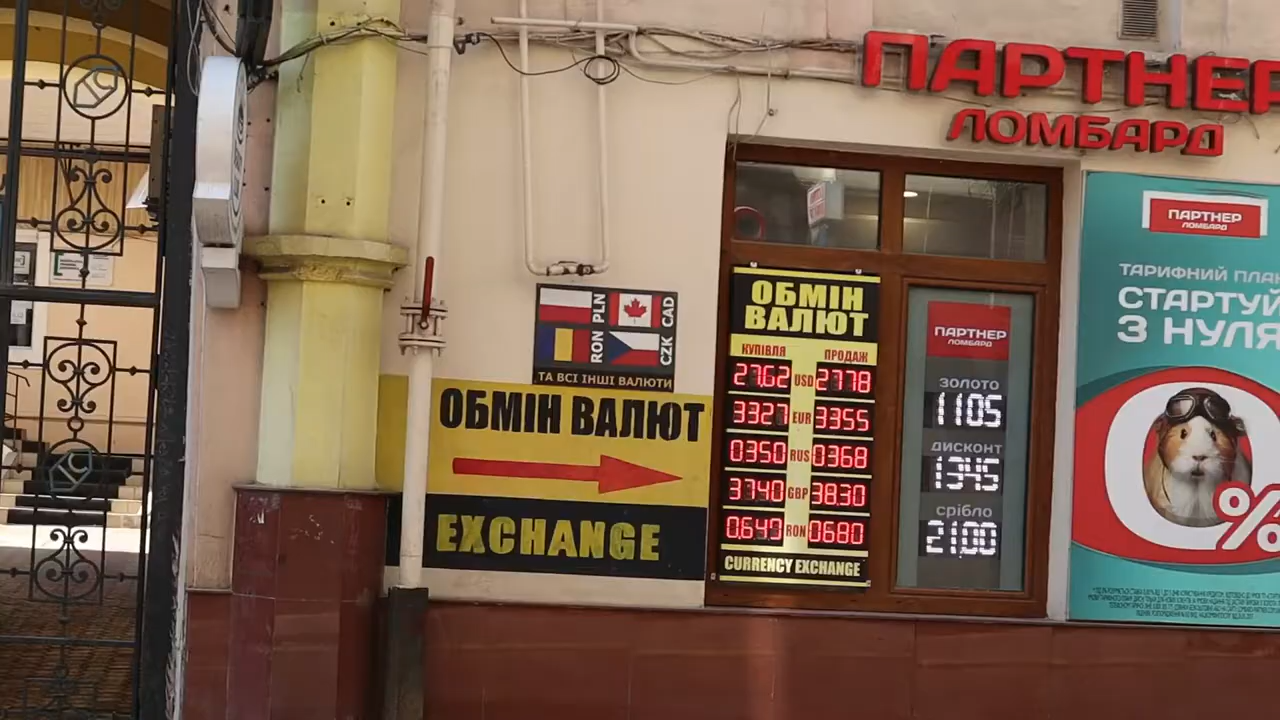 ПАРТНЕР
ЛОМБАРД
PLN
CAD
RON
CZK
ТА ВСІ ІНШІ ВАЛЮТИ
ОБМІН ВАЛЮТ
EXCHANGE
ОБМІН
ВАЛЮТ
КУПІВЛЯ ПРОДАЖ
27,62 USD 27.78
33.27 EUR 33.55
0.350 RUS 0.368
37.40 GBP 38.30
0.647 RON 0.680
CURRENCY EXCHANGE
ПАРТНЕР
ЛОМБАРД
ЗОЛОТО
1105
ДИСКОНТ
1345
СРІБЛО
21,00
ПАРТНЕР
ЛОМБАРД
ТАРИФНИЙ ПЛАН
СТАРТУЙ
З НУЛЯ
0%